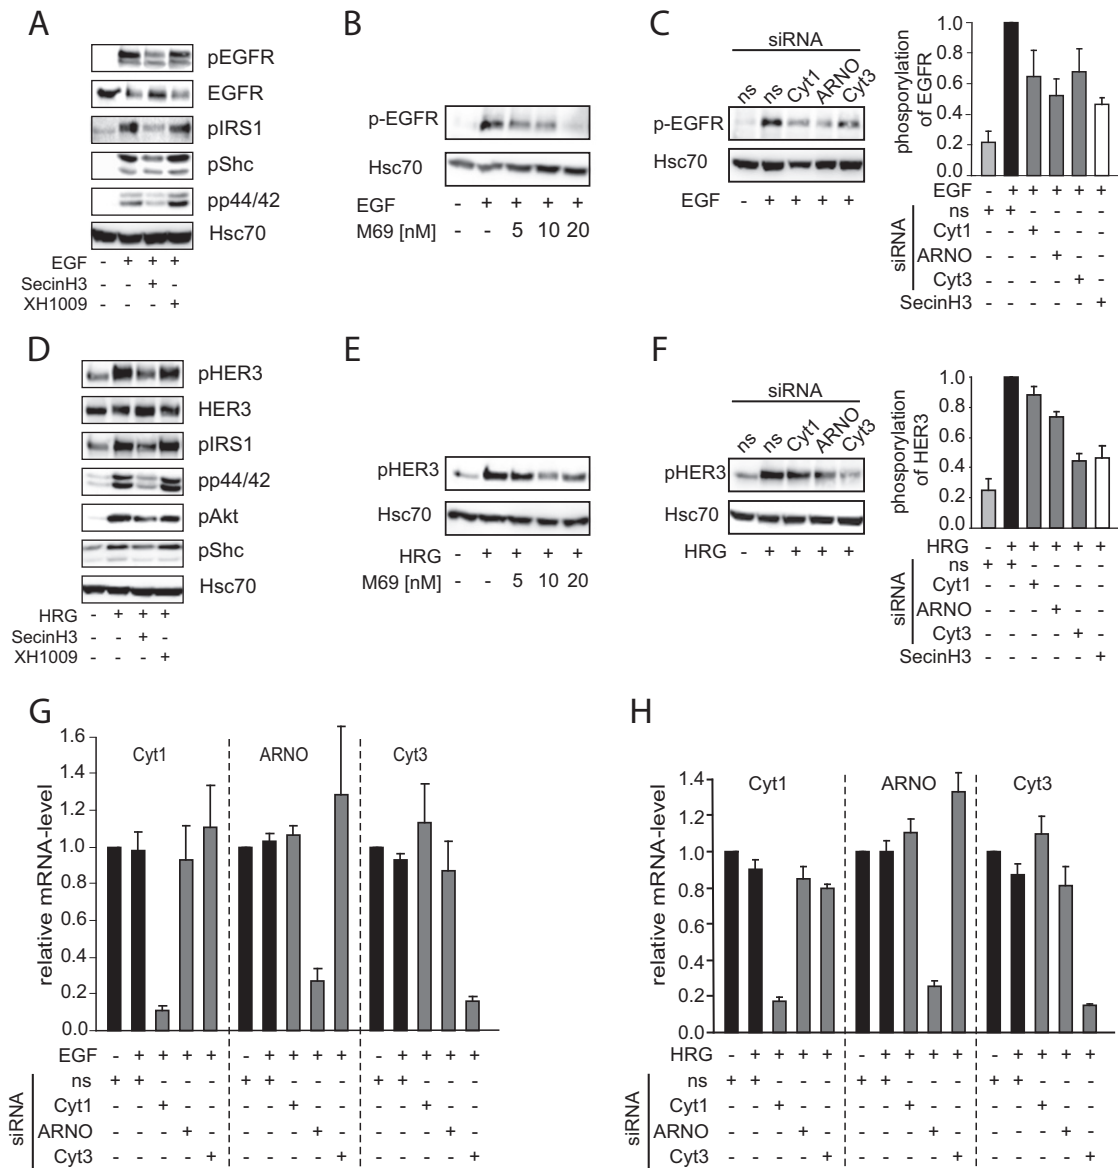 A
pEGFR
EGFR
pIRS1
pShc
pp44/42
Hsc70
EGF - + + +
SecinH3 - - + -
XH1009 - - - +
B
p-EGFR
Hsc70
EGF - + + + +
M69 [nM] - - 5 10 20
C
siRNA
ns ns Cyt1 ARNO Cyt3
p-EGFR
Hsc70
EGF - + + + +
phosporylation
of EGFR
1.0
0.8
0.6
0.4
0.2
0.0
EGF - + + + + +
ns + + - - - -
Cyt1 - - + - - -
ARNO - - - + - -
Cyt3 - - - - + -
siRNA
SecinH3 - - - - - +
D
pHER3
HER3
pIRS1
pp44/42
pAkt
pShc
Hsc70
HRG - + + +
SecinH3 - - + -
XH1009 - - - +
E
pHER3
Hsc70
HRG - + + + +
M69 [nM] - - 5 10 20
F
siRNA
ns ns Cyt1 ARNO Cyt3
pHER3
Hsc70
HRG - + + + +
phosporylation
of HER3
1.0
0.8
0.6
0.4
0.2
0.0
HRG - + + + + +
ns + + - - - -
Cyt1 - - + - - -
ARNO - - - + - -
Cyt3 - - - - + -
siRNA
SecinH3 - - - - - +
G
relative mRNA-level
1.6
1.4
1.2
1.0
0.8
0.6
0.4
0.2
0.0
Cyt1 ARNO Cyt3
EGF - + + + + - + + + + - + + + +
ns + + - - - + + - - - + + - - -
Cyt1 - - + - - - - + - - - - + - -
ARNO - - - + - - - - + - - - - + -
Cyt3 - - - - + - - - - + - - - - +
siRNA
H
relative mRNA-level
1.4
1.2
1.0
0.8
0.6
0.4
0.2
0.0
Cyt1 ARNO Cyt3
HRG - + + + + - + + + + - + + + +
ns + + - - - + + - - - + + - - -
Cyt1 - - + - - - - + - - - - + - -
ARNO - - - + - - - - + - - - - + -
Cyt3 - - - - + - - - - + - - - - +
siRNA